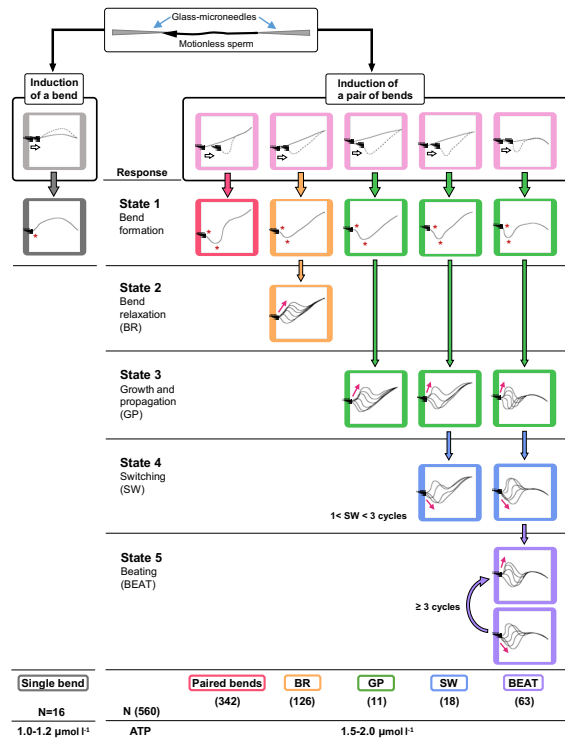 Glass-microneedles
Motionless sperm
Induction
of a bend
Induction of
a pair of bends
Response
State 1
Bend
formation
State 2
Bend
relaxation
(BR)
State 3
Growth and
propagation
(GP)
State 4
Switching
(SW)
1< SW < 3 cycles
State 5
Beating
(BEAT)
≥ 3 cycles
Single bend
Paired bends
BR
GP
SW
BEAT
N=16
N (560)
(342)
(126)
(11)
(18)
(63)
1.0-1.2 μmol l-1
ATP
1.5-2.0 μmol l-1